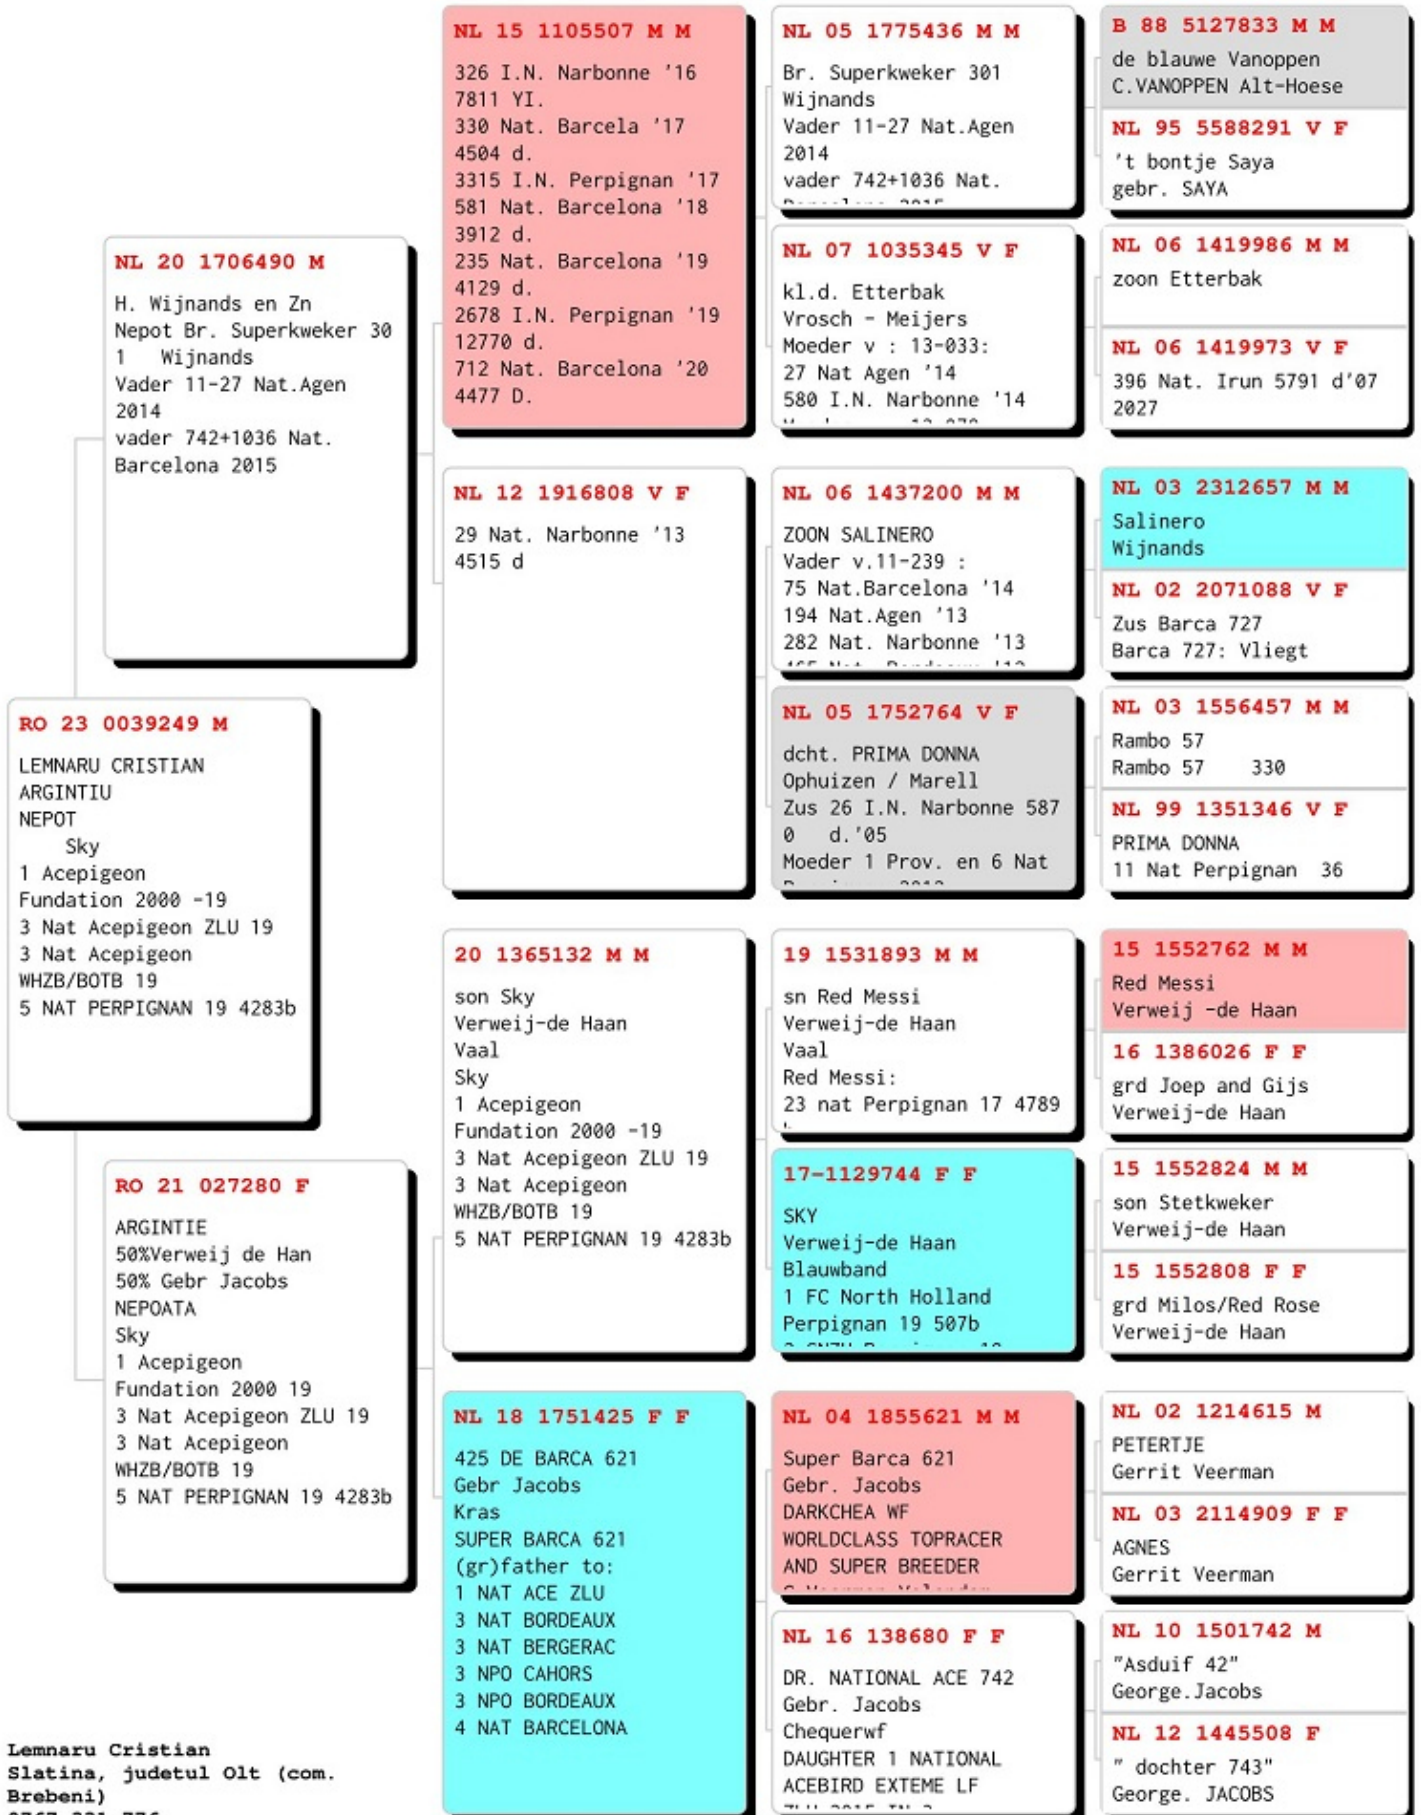 RO 23 0039249 M
LEMNARU CRISTIAN
ARGINTIU
NEPOT
Sky
1 Acepigeon
Fundation 2000 -19
3 Nat Acepigeon ZLU 19
3 Nat Acepigeon
WHZB/BOTB 19
5 NAT PERPIGNAN 19 4283b
NL 20 1706490 M
H. Wijnands en Zn
Nepot Br. Superkweker 30
1 Wijnands
Vader 11-27 Nat.Agen
2014
vader 742+1036 Nat.
Barcelona 2015
RO 21 027280 F
ARGINTIE
50%Verweij de Han
50% Gebr Jacobs
NEPOATA
Sky
1 Acepigeon
Fundation 2000 19
3 Nat Acepigeon ZLU 19
3 Nat Acepigeon
WHZB/BOTB 19
5 NAT PERPIGNAN 19 4283b
NL 15 1105507 M M
326 I.N. Narbonne '16
7811 YI.
330 Nat. Barcela '17
4504 d.
3315 I.N. Perpignan '17
581 Nat. Barcelona '18
3912 d.
235 Nat. Barcelona '19
4129 d.
2678 I.N. Perpignan '19
12770 d.
712 Nat. Barcelona '20
4477 D.
NL 12 1916808 V F
29 Nat. Narbonne '13
4515 d
20 1365132 M M
son Sky
Verweij-de Haan
Vaal
Sky
1 Acepigeon
Fundation 2000 -19
3 Nat Acepigeon ZLU 19
3 Nat Acepigeon
WHZB/BOTB 19
5 NAT PERPIGNAN 19 4283b
NL 18 1751425 F F
425 DE BARCA 621
Gebr Jacobs
Kras
SUPER BARCA 621
(gr)father to:
1 NAT ACE ZLU
3 NAT BORDEAUX
3 NAT BERGERAC
3 NPO CAHORS
3 NPO BORDEAUX
4 NAT BARCELONA
NL 05 1775436 M M
Br. Superkweker 301
Wijnands
Vader 11-27 Nat.Agen
2014
vader 742+1036 Nat.
NL 07 1035345 V F
kl.d. Etterbak
Vrosch - Meijers
Moeder v : 13-033:
27 Nat Agen '14
580 I.N. Narbonne '14
NL 06 1437200 M M
ZOON SALINERO
Vader v.11-239 :
75 Nat.Barcelona '14
194 Nat.Agen '13
282 Nat. Narbonne '13
NL 05 1752764 V F
dcht. PRIMA DONNA
Ophuizen / Marell
Zus 26 I.N. Narbonne 587
0 d.'05
Moeder 1 Prov. en 6 Nat
19 1531893 M M
sn Red Messi
Verweij-de Haan
Vaal
Red Messi:
23 nat Perpignan 17 4789
17-1129744 F F
SKY
Verweij-de Haan
Blauwband
1 FC North Holland
Perpignan 19 507b
NL 04 1855621 M M
Super Barca 621
Gebr. Jacobs
DARKCHEA WF
WORLDCLASS TOPRACER
AND SUPER BREEDER
NL 16 138680 F F
DR. NATIONAL ACE 742
Gebr. Jacobs
Chequerwf
DAUGHTER 1 NATIONAL
ACEBIRD EXTEME LF
B 88 5127833 M M
de blauwe Vanoppen
C.VANOPPEN Alt-Hoese
NL 95 5588291 V F
't bontje Saya
gebr. SAYA
NL 06 1419986 M M
zoon Etterbak
NL 06 1419973 V F
396 Nat. Irun 5791 d'07
2027
NL 03 2312657 M M
Salinero
Wijnands
NL 02 2071088 V F
Zus Barca 727
Barca 727: Vliegt
NL 03 1556457 M M
Rambo 57
Rambo 57 330
NL 99 1351346 V F
PRIMA DONNA
11 Nat Perpignan 36
15 1552762 M M
Red Messi
Verweij -de Haan
16 1386026 F F
grd Joep and Gijs
Verweij-de Haan
15 1552824 M M
son Stetkweker
Verweij-de Haan
15 1552808 F F
grd Milos/Red Rose
Verweij-de Haan
NL 02 1214615 M
PETERTJE
Gerrit Veerman
NL 03 2114909 F F
AGNES
Gerrit Veerman
NL 10 1501742 M
"Asduif 42"
George.Jacobs
NL 12 1445508 F
" dochter 743"
George. JACOBS
Lemnaru Cristian
Slatina, judetul Olt (com.
Brebeni)